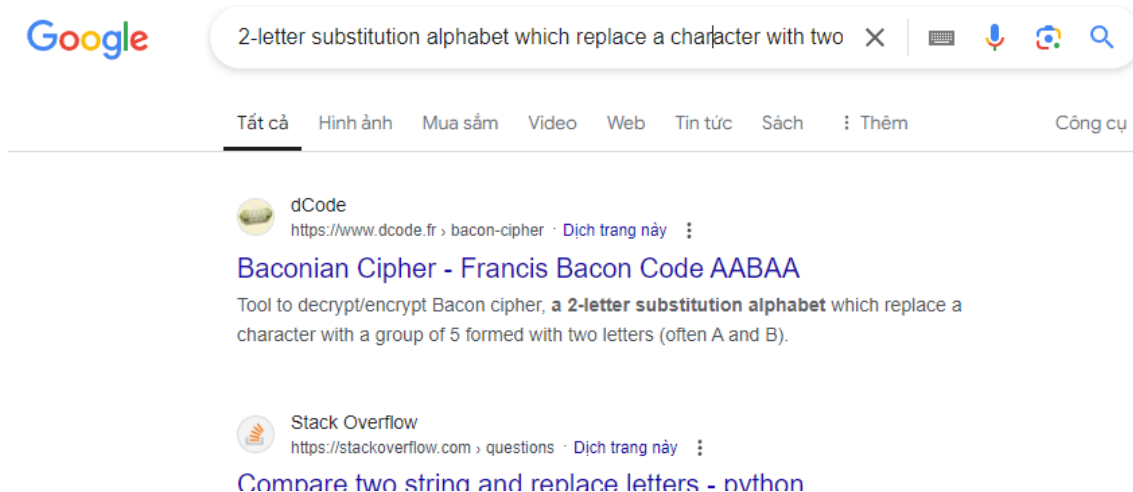 Google
2-letter substitution alphabet which replace a character with two
Tất cả Hình ảnh Mua sắm Video Web Tin tức Sách Thêm Công cụ
dCode
https://www.dcode.fr › bacon-cipher · Dịch trang này
Baconian Cipher - Francis Bacon Code AABAA
Tool to decrypt/encrypt Bacon cipher, a 2-letter substitution alphabet which replace a
character with a group of 5 formed with two letters (often A and B).
Stack Overflow
https://stackoverflow.com › questions · Dịch trang này
Compare two string and replace letters - python